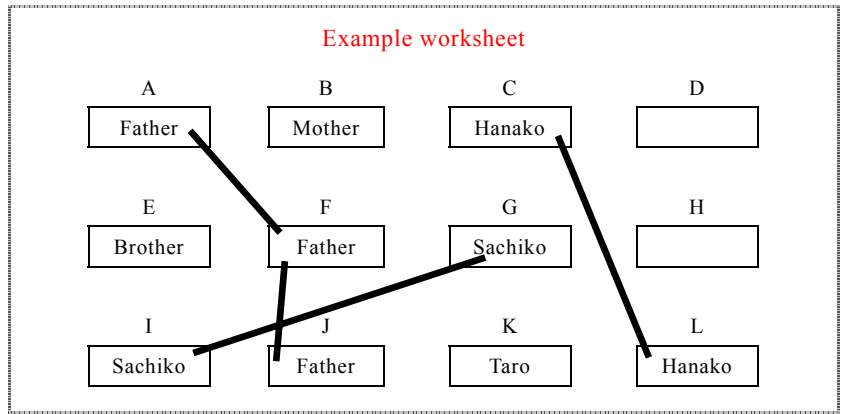 Example worksheet
A B C D
Father Mother Hanako
E F G H
Brother Father Sachiko
I J K L
Sachiko Father Taro Hanako